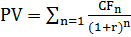 PV = ∑ₙ₌₁ CFₙ/(1+r)ⁿ